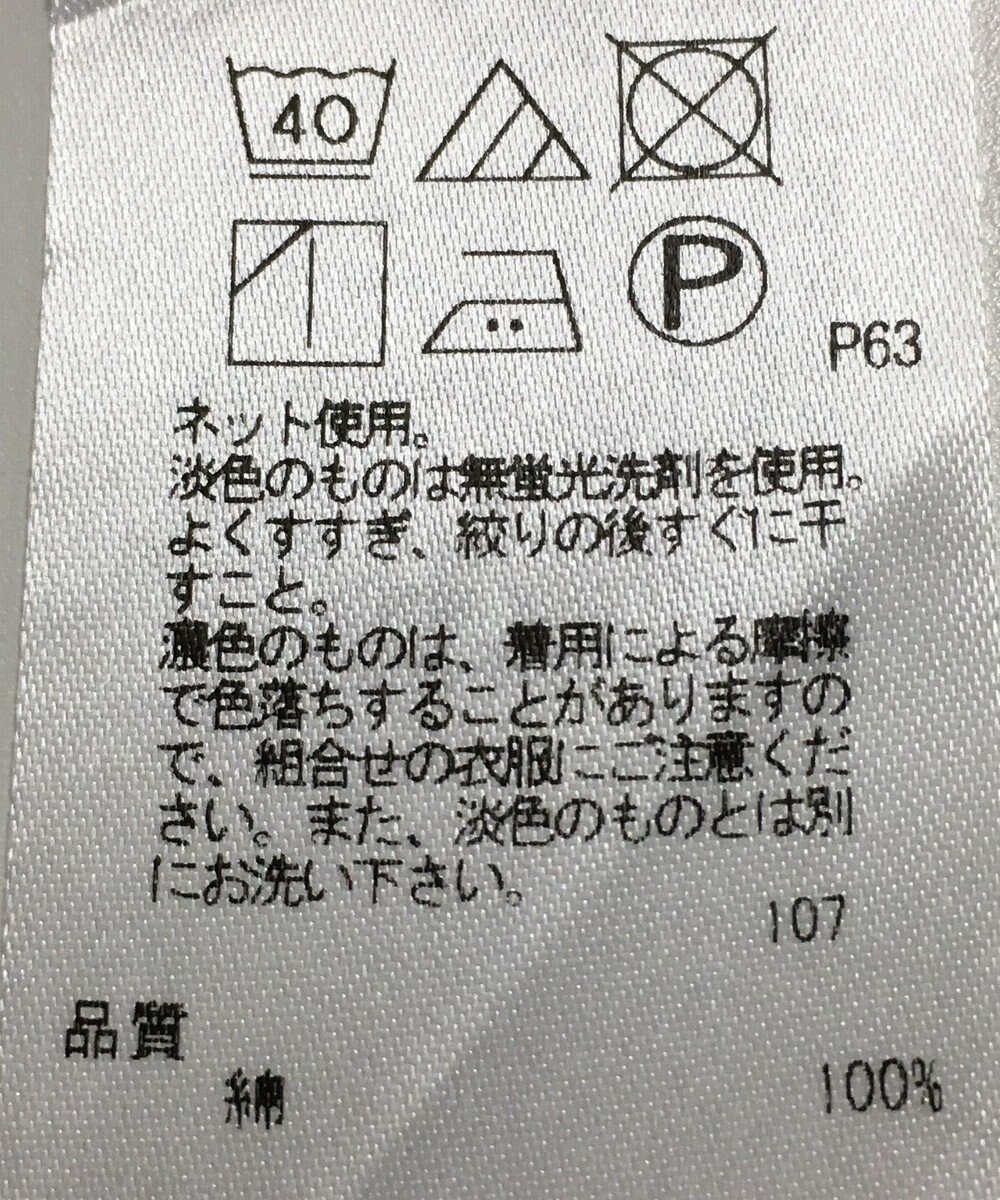 40
P
P63
ネット使用。
淡色のものは無蛍光洗剤を使用。
よくすすぎ、絞りの後すぐに干
すこと。
濃色のものは、着用による摩擦
で色落ちすることがありますの
で、組合せの衣服にご注意くだ
さい。また、淡色のものとは別
にお洗い下さい。
107
品質
綿 100%